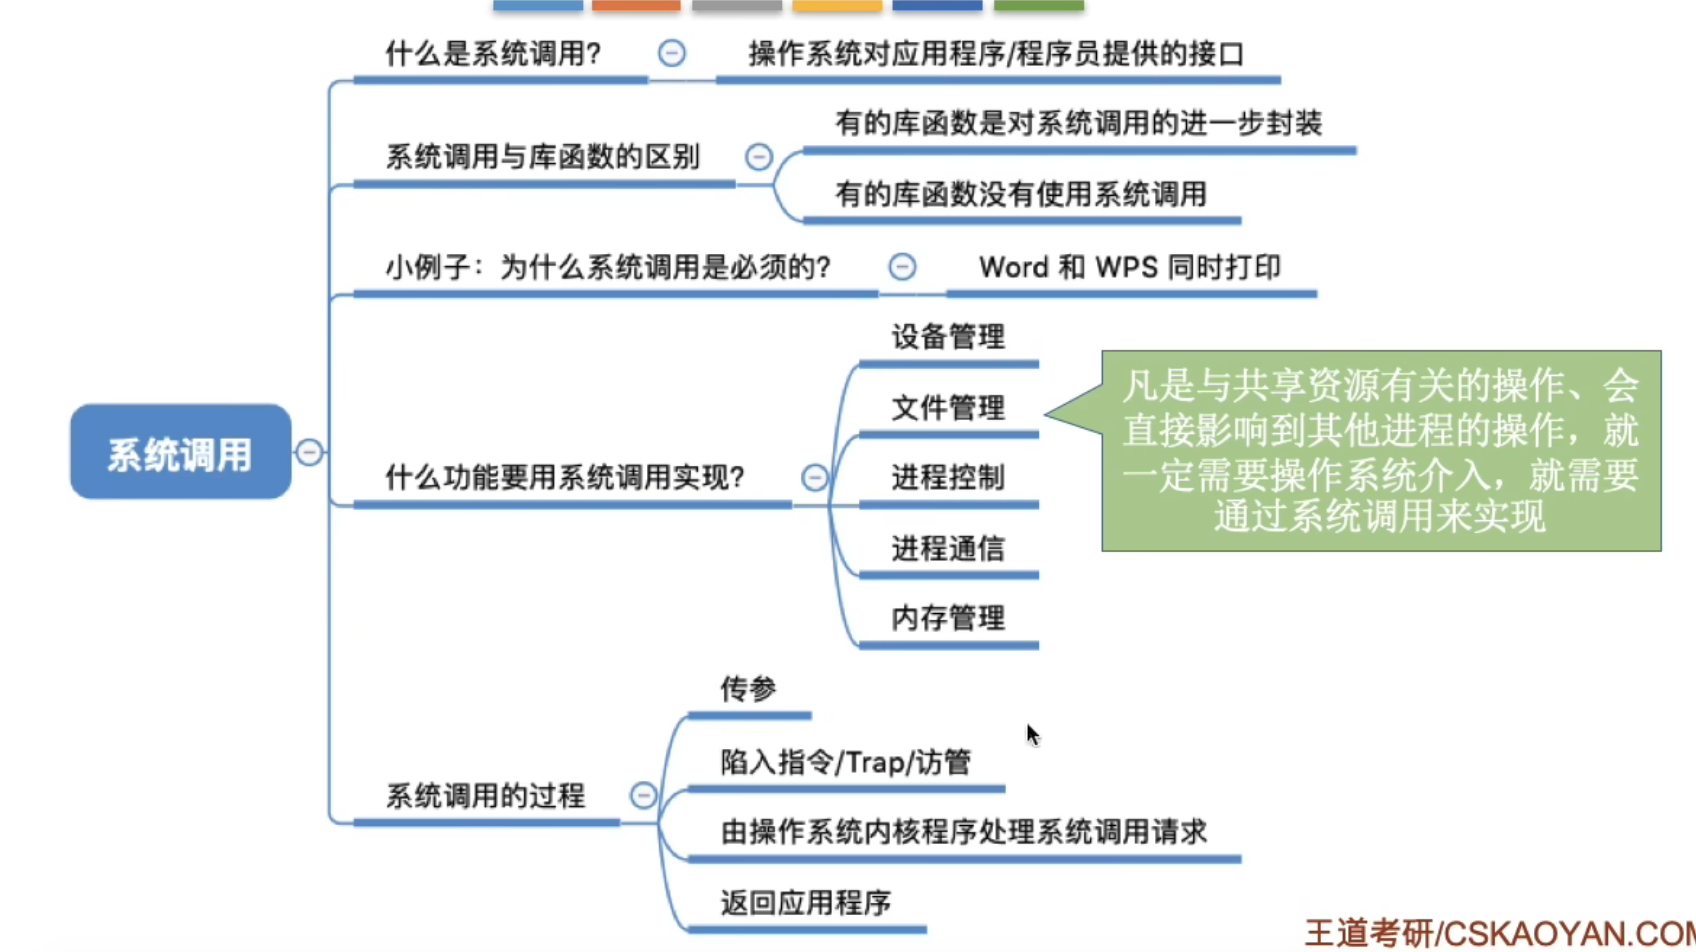 什么是系统调用?
操作系统对应用程序/程序员提供的接口
系统调用与库函数的区别
有的库函数是对系统调用的进一步封装
有的库函数没有使用系统调用
小例子：为什么系统调用是必须的?
Word 和 WPS 同时打印
系统调用
什么功能要用系统调用实现?
设备管理
文件管理
进程控制
进程通信
内存管理
凡是与共享资源有关的操作、会
直接影响到其他进程的操作，就
一定需要操作系统介入，就需要
通过系统调用来实现
系统调用的过程
传参
陷入指令/Trap/访管
由操作系统内核程序处理系统调用请求
返回应用程序
王道考研/CSKAOYAN.COM